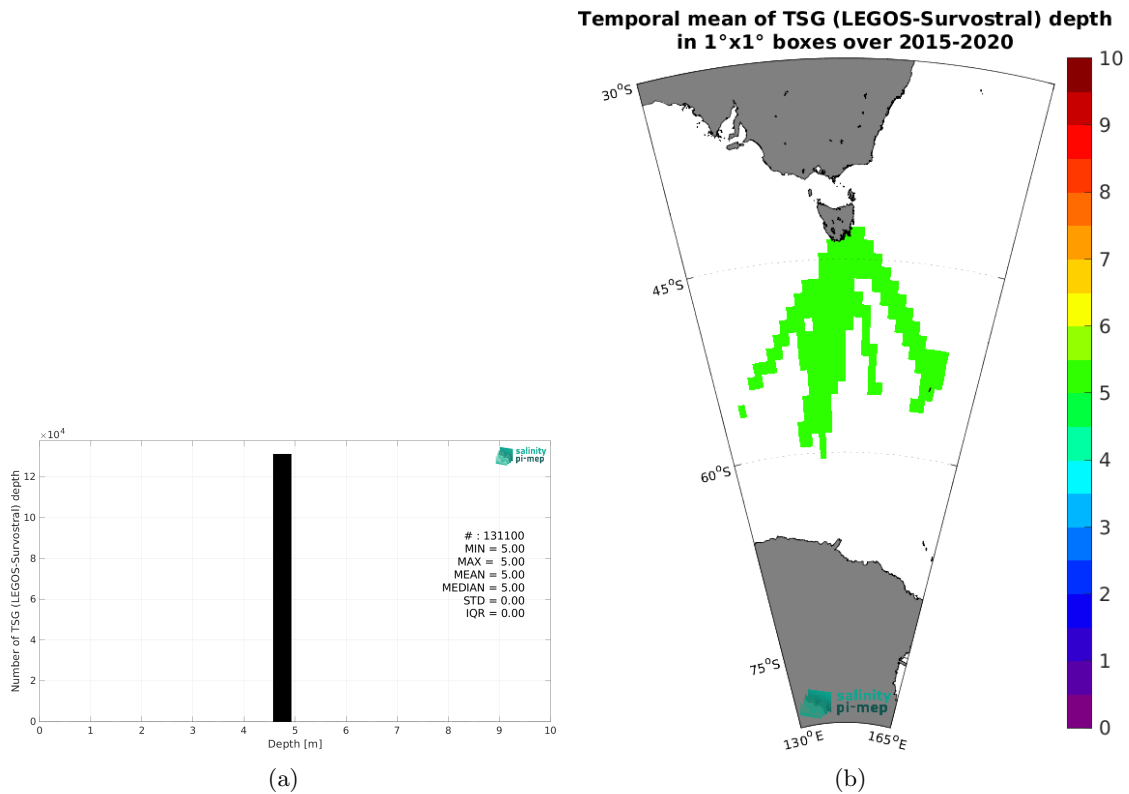 ×10⁴
12
10
8
6
4
2
0
Number of TSG (LEGOS-Survostral) depth
salinity
pi-mep
# : 131100
MIN = 5.00
MAX = 5.00
MEAN = 5.00
MEDIAN = 5.00
STD = 0.00
IQR = 0.00
0 1 2 3 4 5 6 7 8 9 10
Depth [m]
(a)
Temporal mean of TSG (LEGOS-Survostral) depth
in 1°x1° boxes over 2015-2020
30°S
45°S
60°S
75°S
130°E
165°E
salinity
pi-mep
10
9
8
7
6
5
4
3
2
1
0
(b)